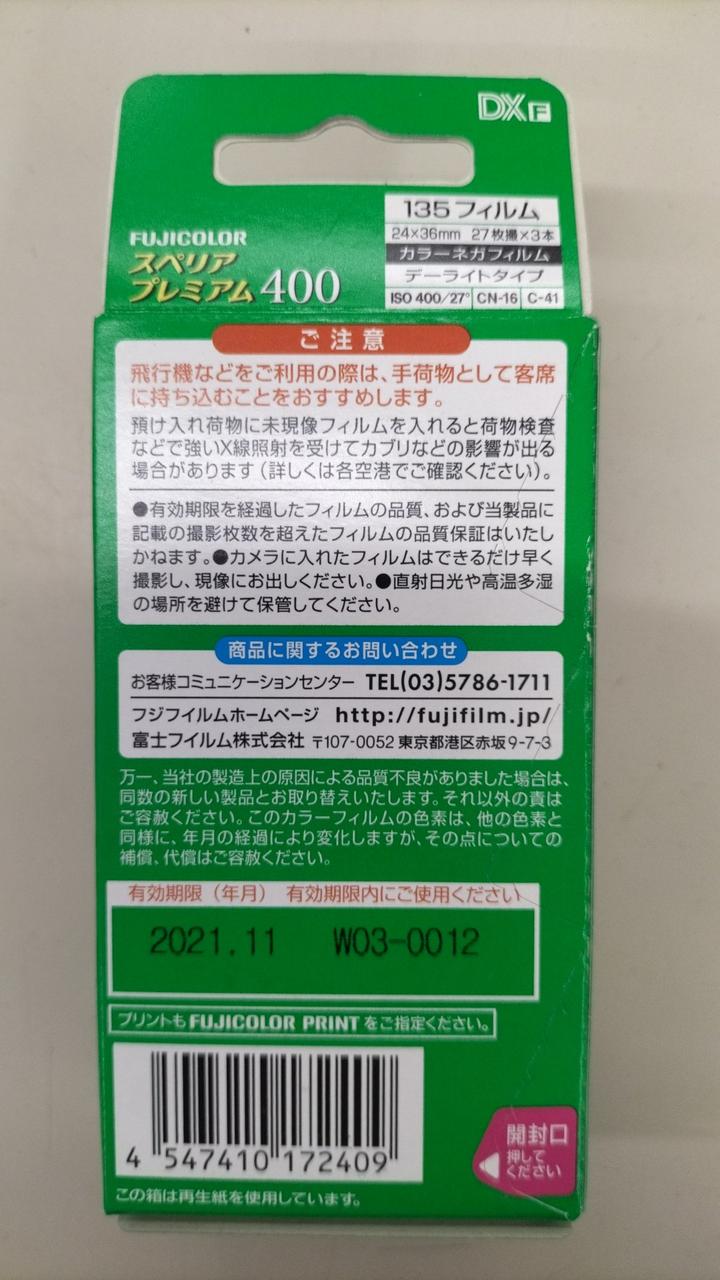 DX F
135フィルム
24×36mm 27枚撮×3本
カラーネガフィルム
デーライトタイプ
ISO 400/27° CN-16 C-41
FUJICOLOR
スペリア
プレミアム 400
ご注意
飛行機などをご利用の際は、手荷物として客席
に持ち込むことをおすすめします。
預け入れ荷物に未現像フィルムを入れると荷物検査
などで強いX線照射を受けてカブリなどの影響が出る
場合があります(詳しくは各空港でご確認ください)。
●有効期限を経過したフィルムの品質、および当製品に
記載の撮影枚数を超えたフィルムの品質保証はいたし
かねます。●カメラに入れたフィルムはできるだけ早く
撮影し、現像にお出しください。●直射日光や高温多湿
の場所を避けて保管してください。
商品に関するお問い合わせ
お客様コミュニケーションセンター TEL(03)5786-1711
フジフイルムホームページ http://fujifilm.jp/
富士フイルム株式会社 〒107-0052 東京都港区赤坂9-7-3
万一、当社の製造上の原因による品質不良がありました場合は、
同数の新しい製品とお取り替えいたします。それ以外の責は
ご容赦ください。このカラーフィルムの色素は、他の色素と
同様に、年月の経過により変化しますが、その点についての
補償、代償はご容赦ください。
有効期限(年月) 有効期限内にご使用ください
2021.11 W03-0012
プリントもFUJICOLOR PRINTをご指定ください。
4 547410 172409
開封口
押して
ください
この箱は再生紙を使用しています。